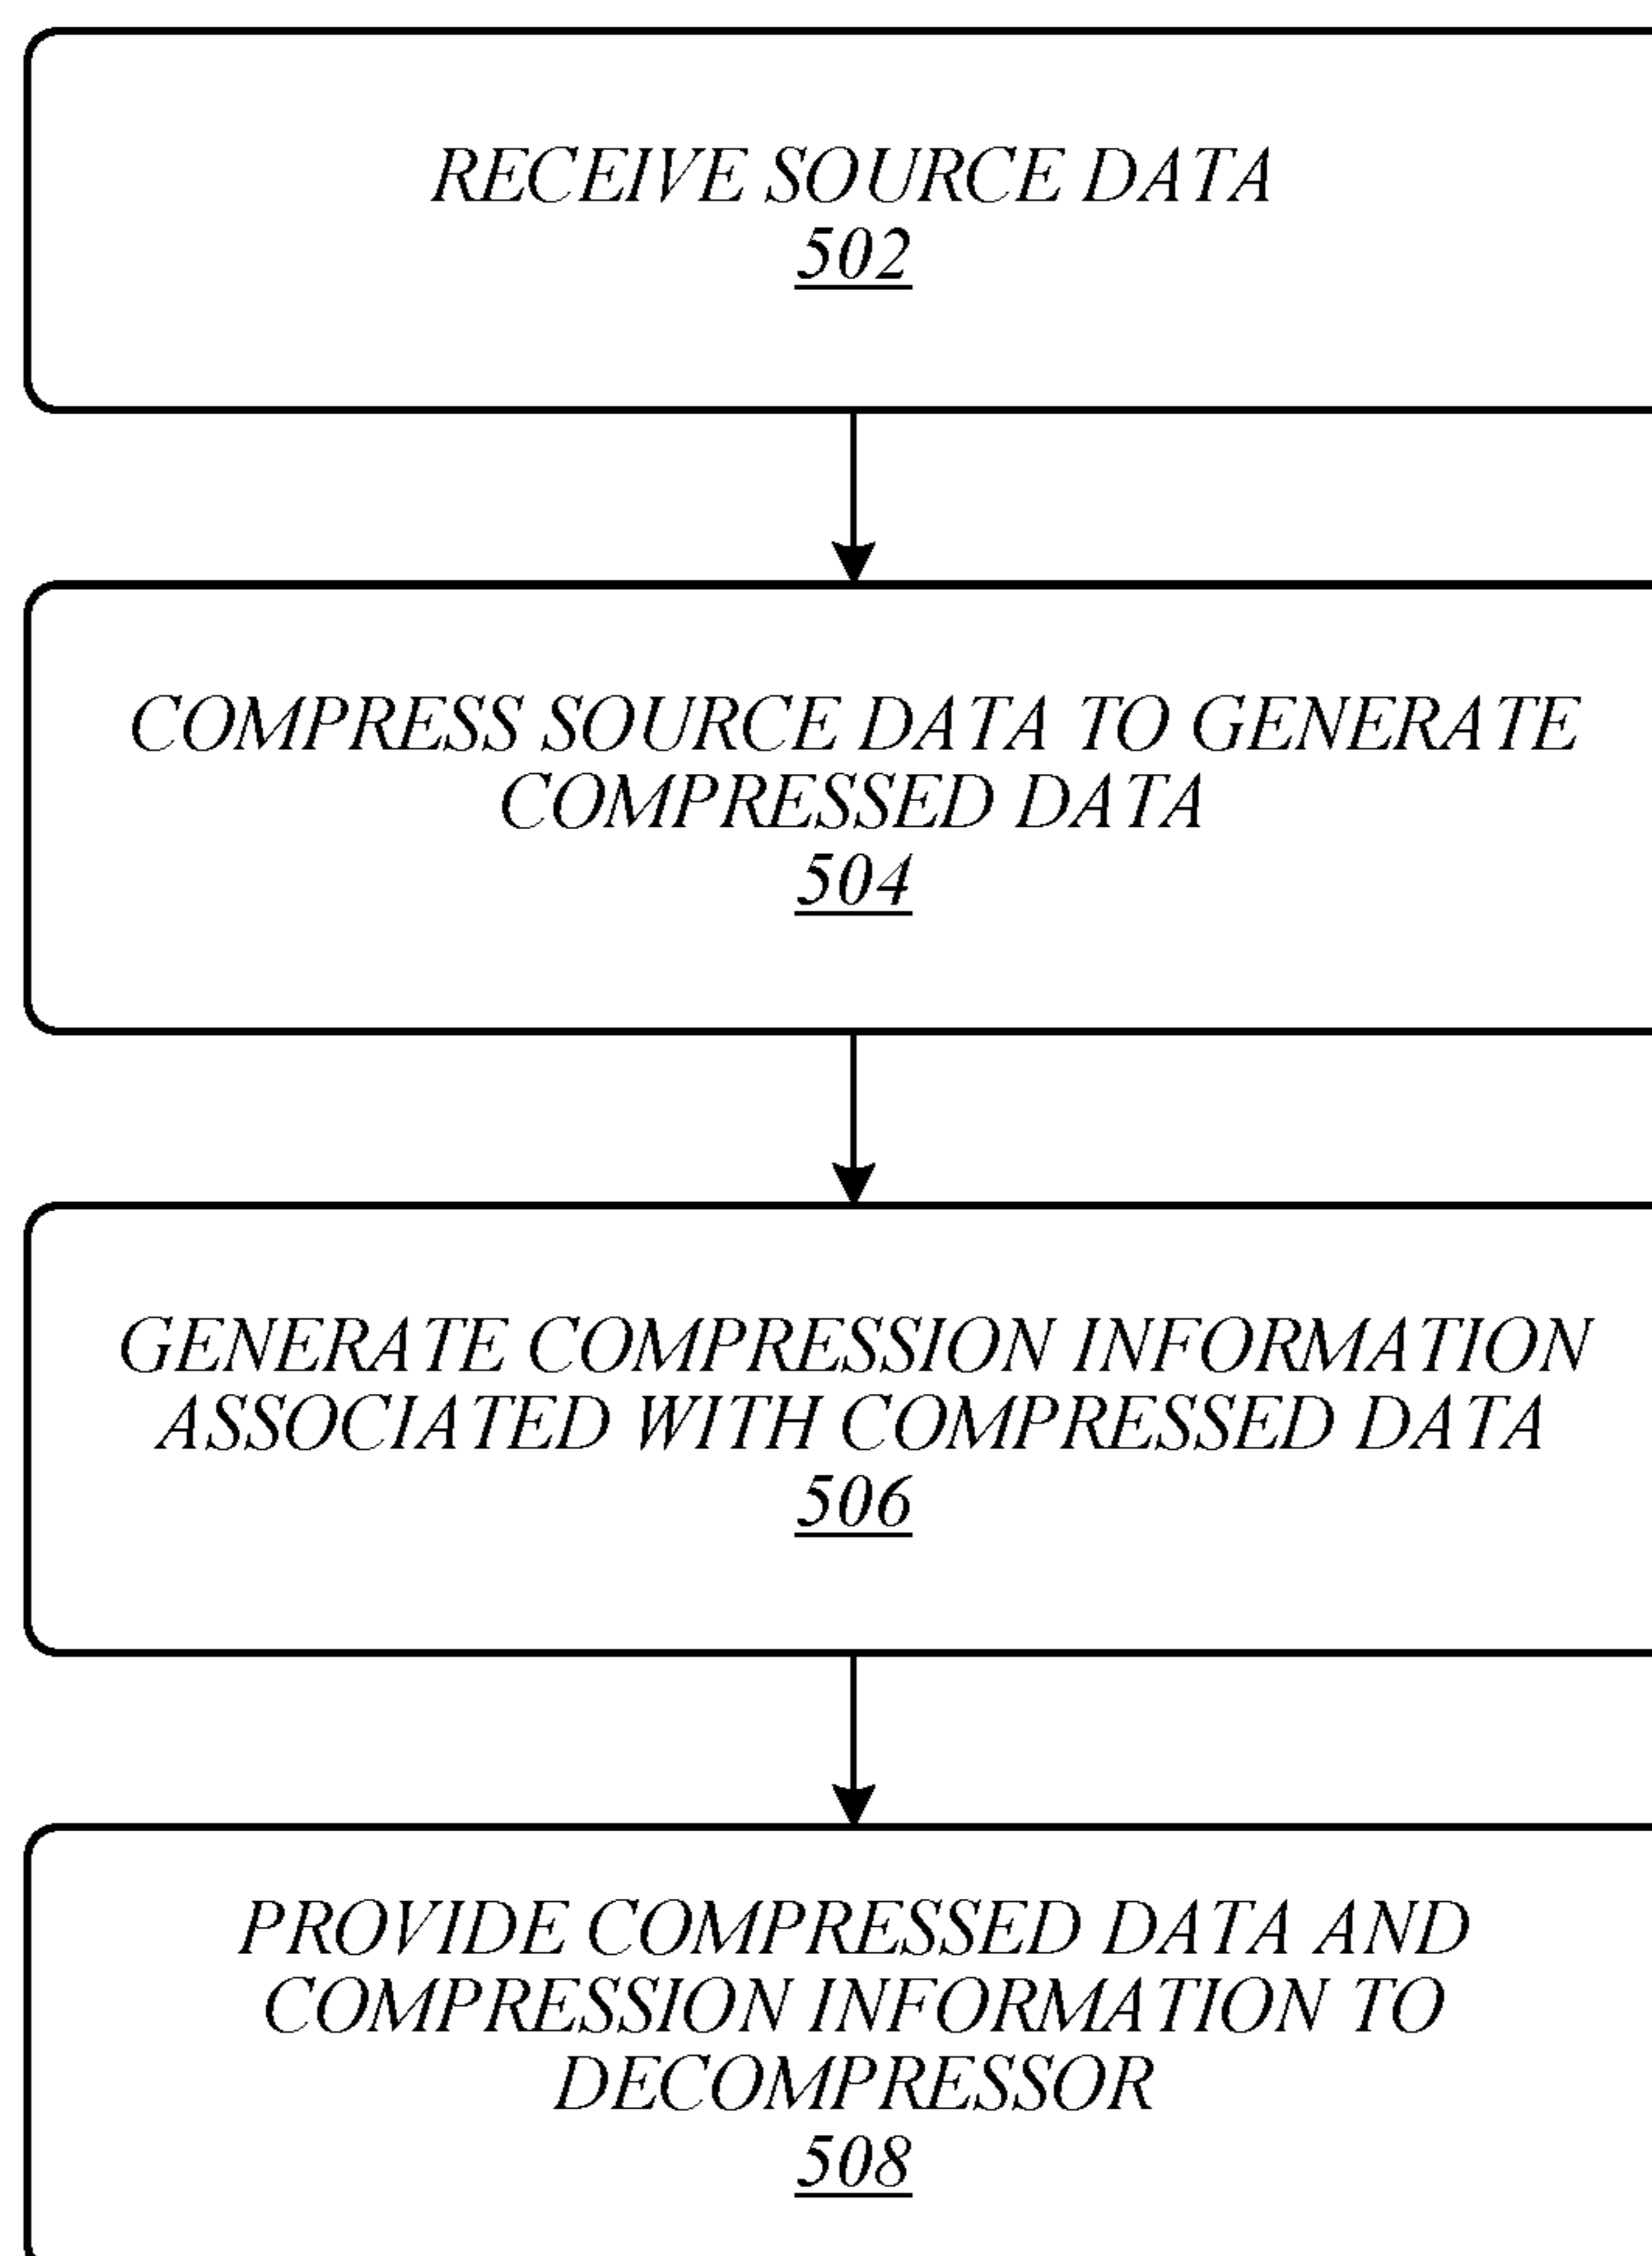 RECEIVE SOURCE DATA
502
COMPRESS SOURCE DATA TO GENERATE
COMPRESSED DATA
504
GENERATE COMPRESSION INFORMATION
ASSOCIATED WITH COMPRESSED DATA
506
PROVIDE COMPRESSED DATA AND
COMPRESSION INFORMATION TO
DECOMPRESSOR
508